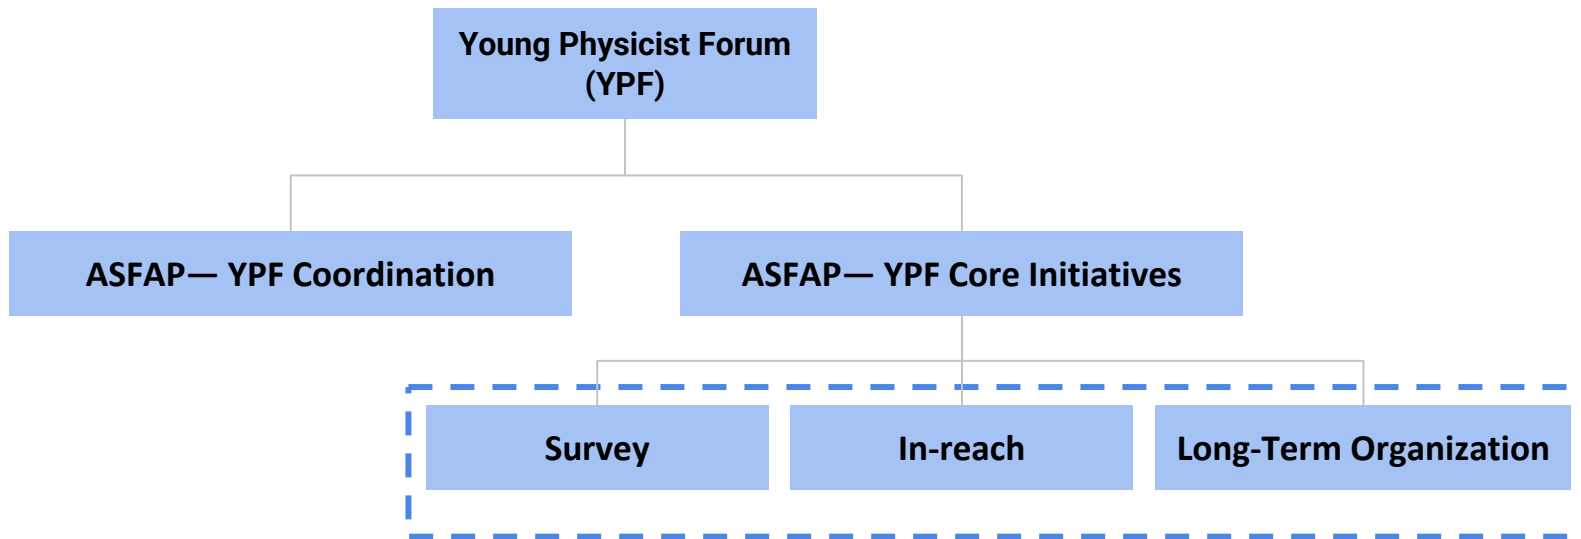 Young Physicist Forum
(YPF)
ASFAP— YPF Coordination
ASFAP— YPF Core Initiatives
Survey
In-reach
Long-Term Organization